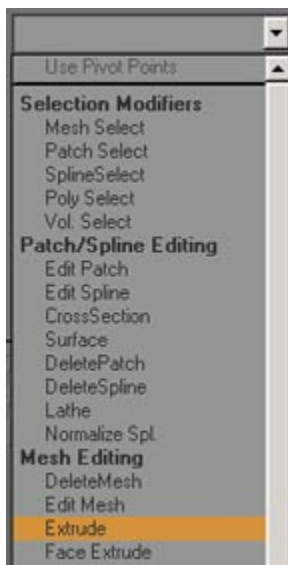 Use Pivot Points
Selection Modifiers
Mesh Select
Patch Select
SplineSelect
Poly Select
Vol. Select
Patch/Spline Editing
Edit Patch
Edit Spline
CrossSection
Surface
DeletePatch
DeleteSpline
Lathe
Normalize Spl.
Mesh Editing
DeleteMesh
Edit Mesh
Extrude
Face Extrude